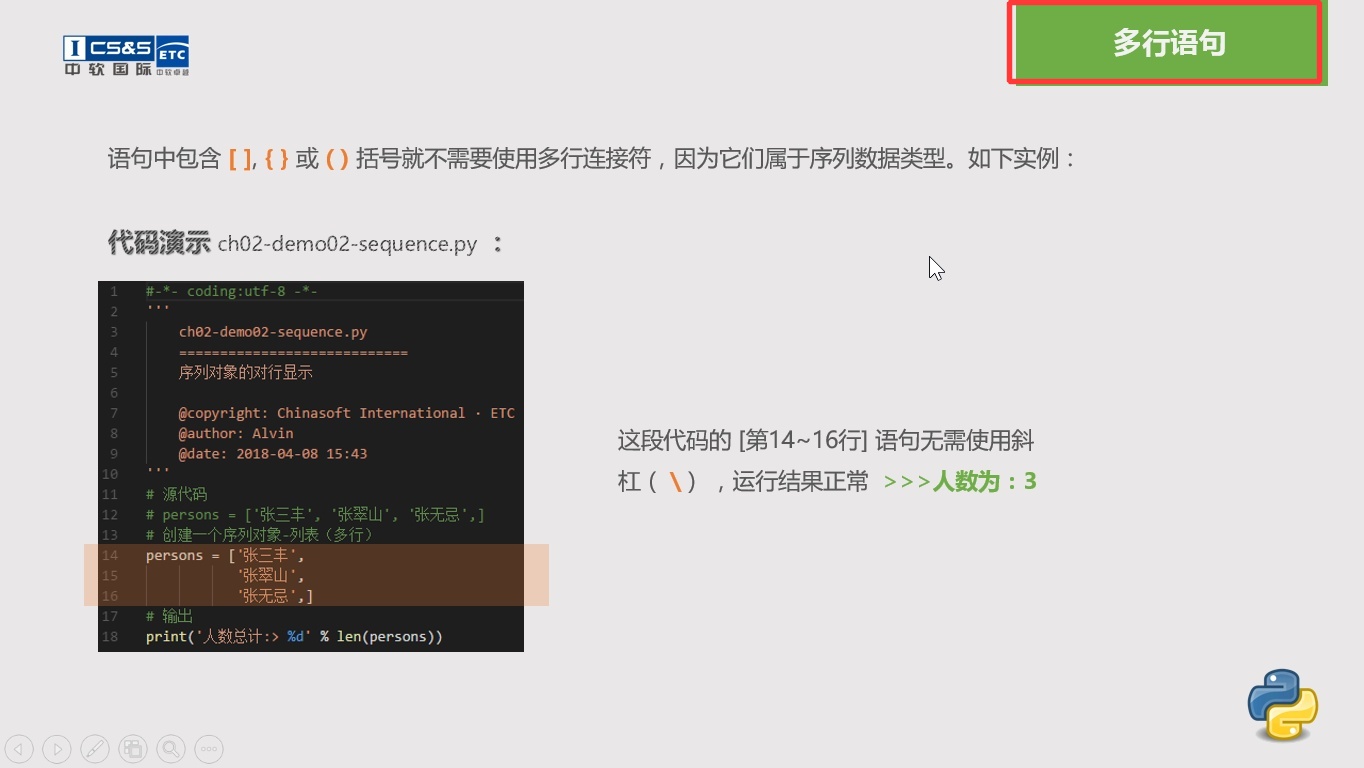 I CS&S ETC
中软国际 中软卓越
多行语句
语句中包含 [ ], { } 或 ( ) 括号就不需要使用多行连接符，因为它们属于序列数据类型。如下实例：
代码演示 ch02-demo02-sequence.py ：
1 #-*- coding:utf-8 -*-
2 '''
3 ch02-demo02-sequence.py
4 ============================
5 序列对象的对行显示
6
7 @copyright: Chinasoft International · ETC
8 @author: Alvin
9 @date: 2018-04-08 15:43
10 '''
11 # 源代码
12 # persons = ['张三丰', '张翠山', '张无忌',]
13 # 创建一个序列对象-列表（多行）
14 persons = ['张三丰',
15 '张翠山',
16 '张无忌',]
17 # 输出
18 print('人数总计:> %d' % len(persons))
这段代码的 [第14~16行] 语句无需使用斜
杠（ \ ），运行结果正常 >>>人数为：3